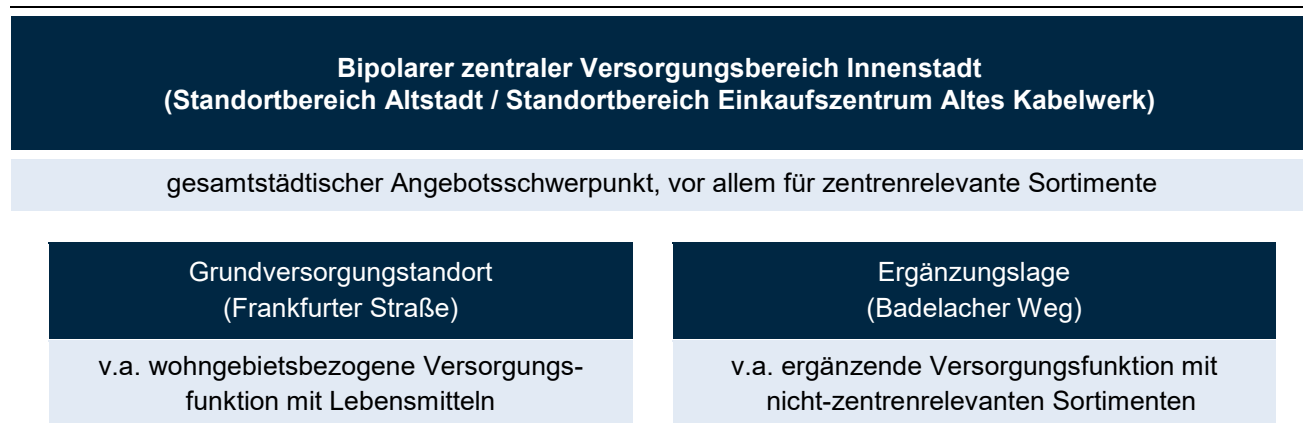 Bipolarer zentraler Versorgungsbereich Innenstadt
(Standortbereich Altstadt / Standortbereich Einkaufszentrum Altes Kabelwerk)
gesamtstädtischer Angebotsschwerpunkt, vor allem für zentrenrelevante Sortimente
Grundversorgungstandort
(Frankfurter Straße)
v.a. wohngebietsbezogene Versorgungs-
funktion mit Lebensmitteln
Ergänzungslage
(Badelacher Weg)
v.a. ergänzende Versorgungsfunktion mit
nicht-zentrenrelevanten Sortimenten